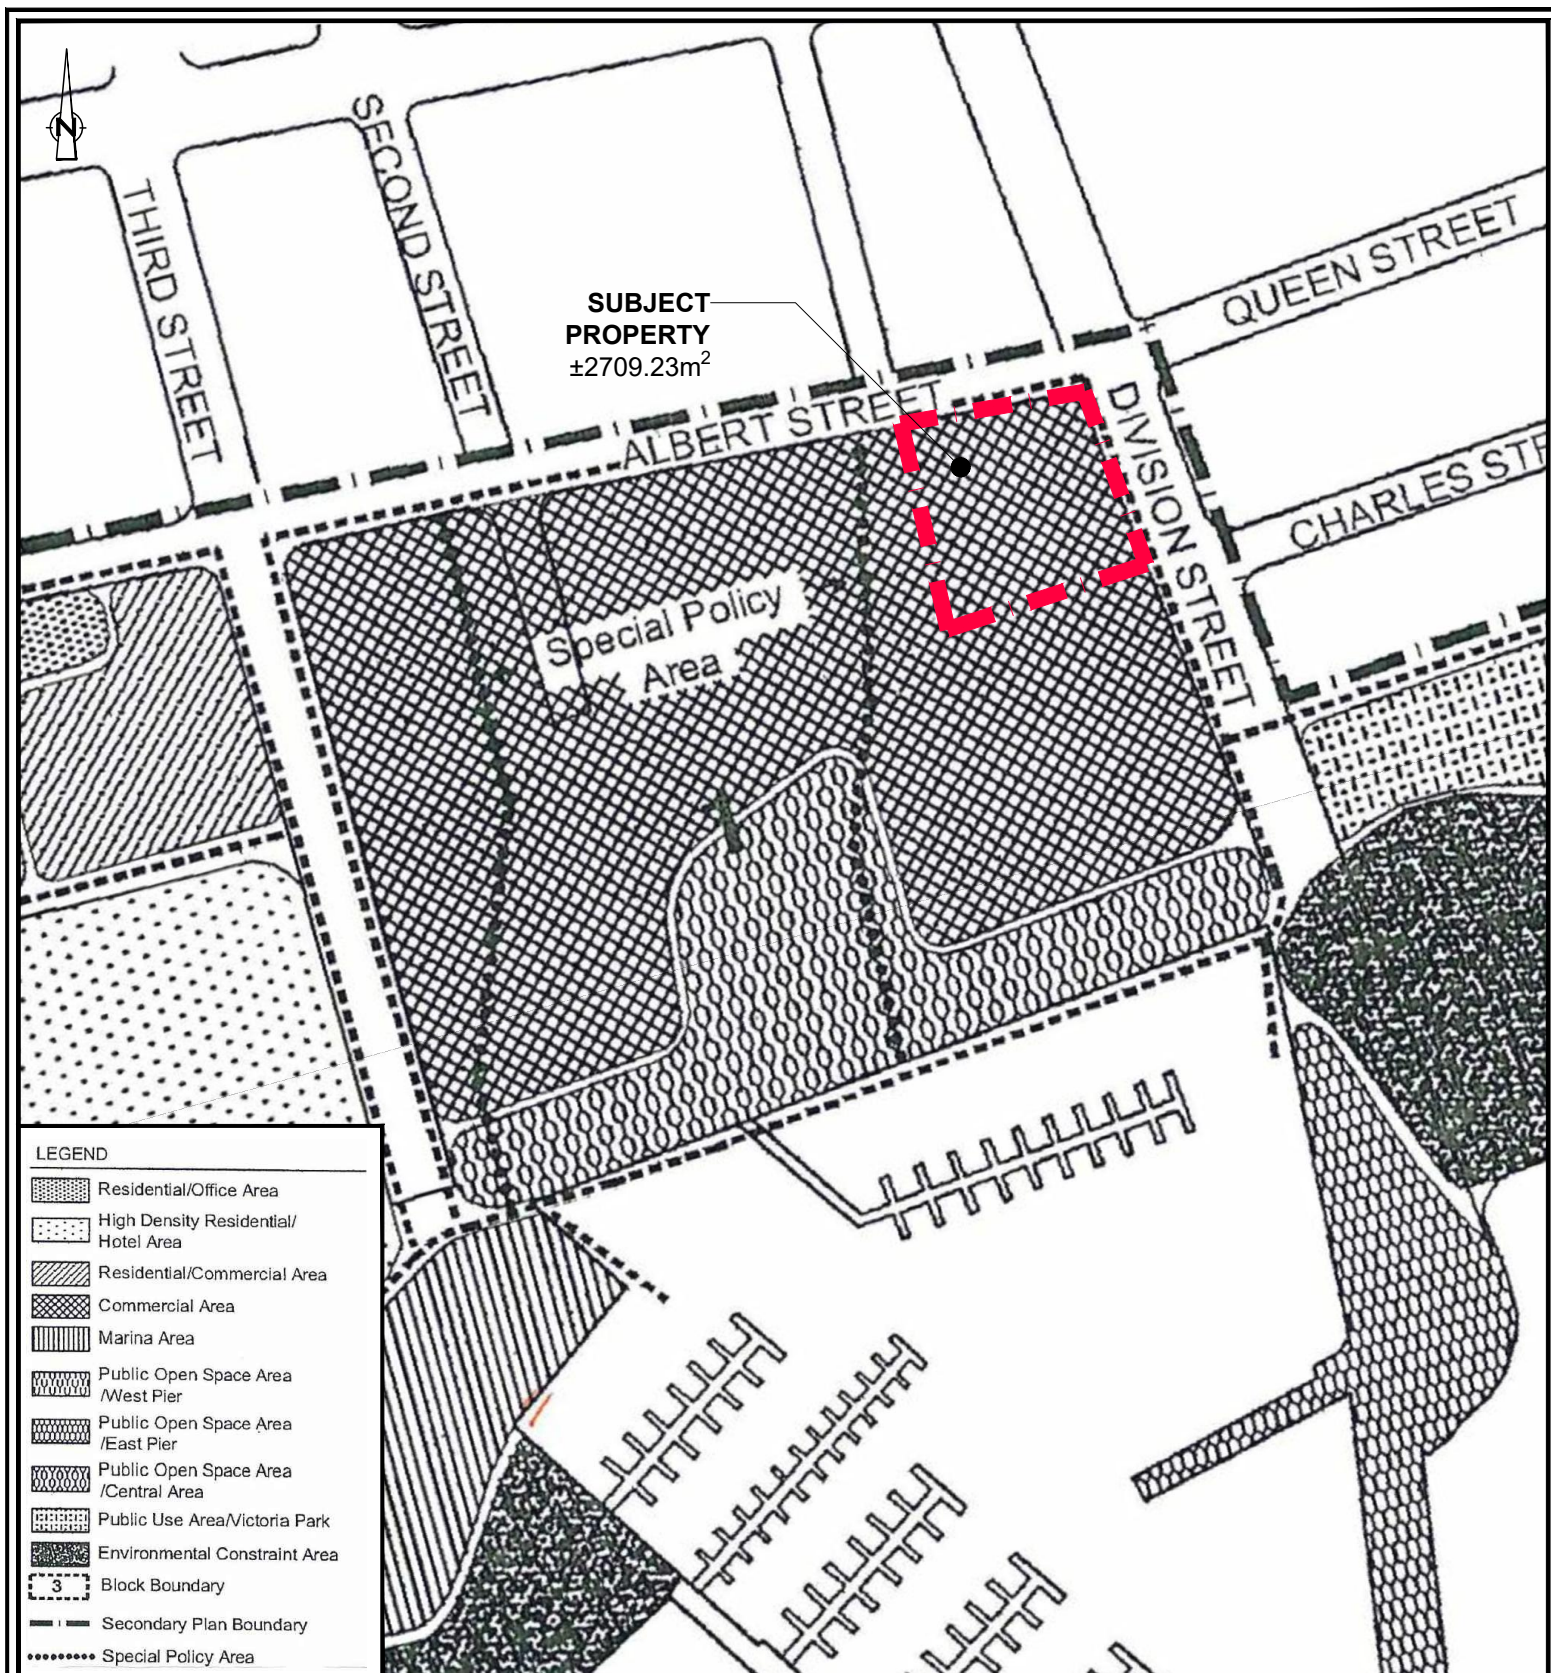 N
SECOND STREET
THIRD STREET
QUEEN STREET
SUBJECT
PROPERTY
±2709.23m²
ALBERT STREET
DIVISION STREET
CHARLES STR
Special Policy
Area
LEGEND
Residential/Office Area
High Density Residential/
Hotel Area
Residential/Commercial Area
Commercial Area
Marina Area
Public Open Space Area
/West Pier
Public Open Space Area
/East Pier
Public Open Space Area
/Central Area
Public Use Area/Victoria Park
Environmental Constraint Area
3 Block Boundary
Secondary Plan Boundary
Special Policy Area